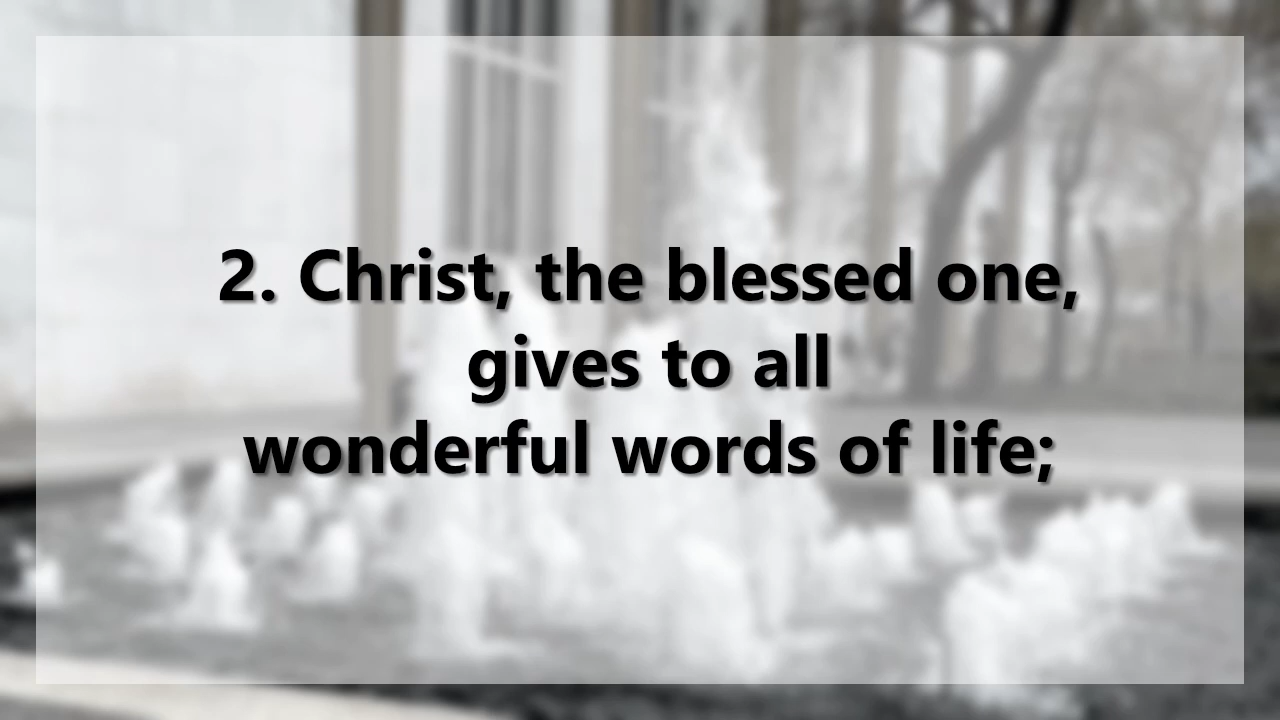 2. Christ, the blessed one,
gives to all
wonderful words of life;